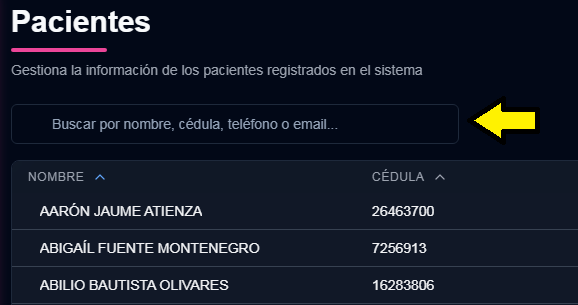 Pacientes
Gestiona la información de los pacientes registrados en el sistema
Buscar por nombre, cédula, teléfono o email...
NOMBRE CÉDULA
AARÓN JAUME ATIENZA 26463700
ABIGAÍL FUENTE MONTENEGRO 7256913
ABILIO BAUTISTA OLIVARES 16283806